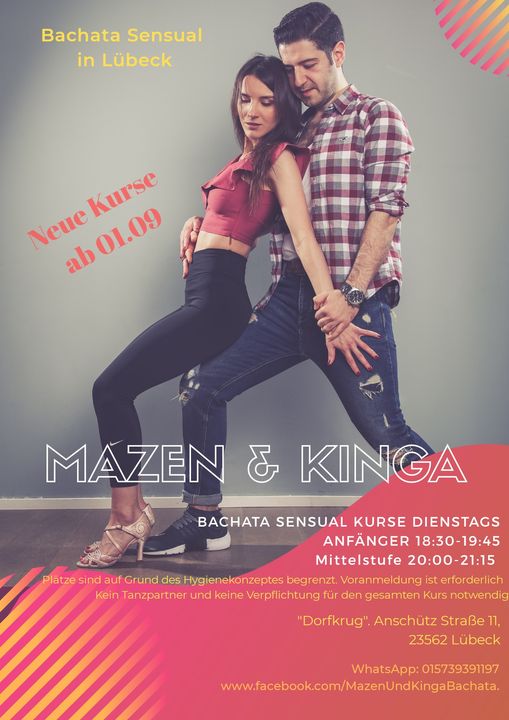 Bachata Sensual
in Lübeck
Neue Kurse
ab 01.09
MAZEN & KINGA
BACHATA SENSUAL KURSE DIENSTAGS
ANFÄNGER 18:30-19:45
Mittelstufe 20:00-21:15
Plätze sind auf Grund des Hygienekonzeptes begrenzt. Voranmeldung ist erforderlich
Kein Tanzpartner und keine Verpflichtung für den gesamten Kurs notwendig
"Dorfkrug". Anschütz Straße 11,
23562 Lübeck
WhatsApp: 015739391197
www.facebook.com/MazenUndKingaBachata.